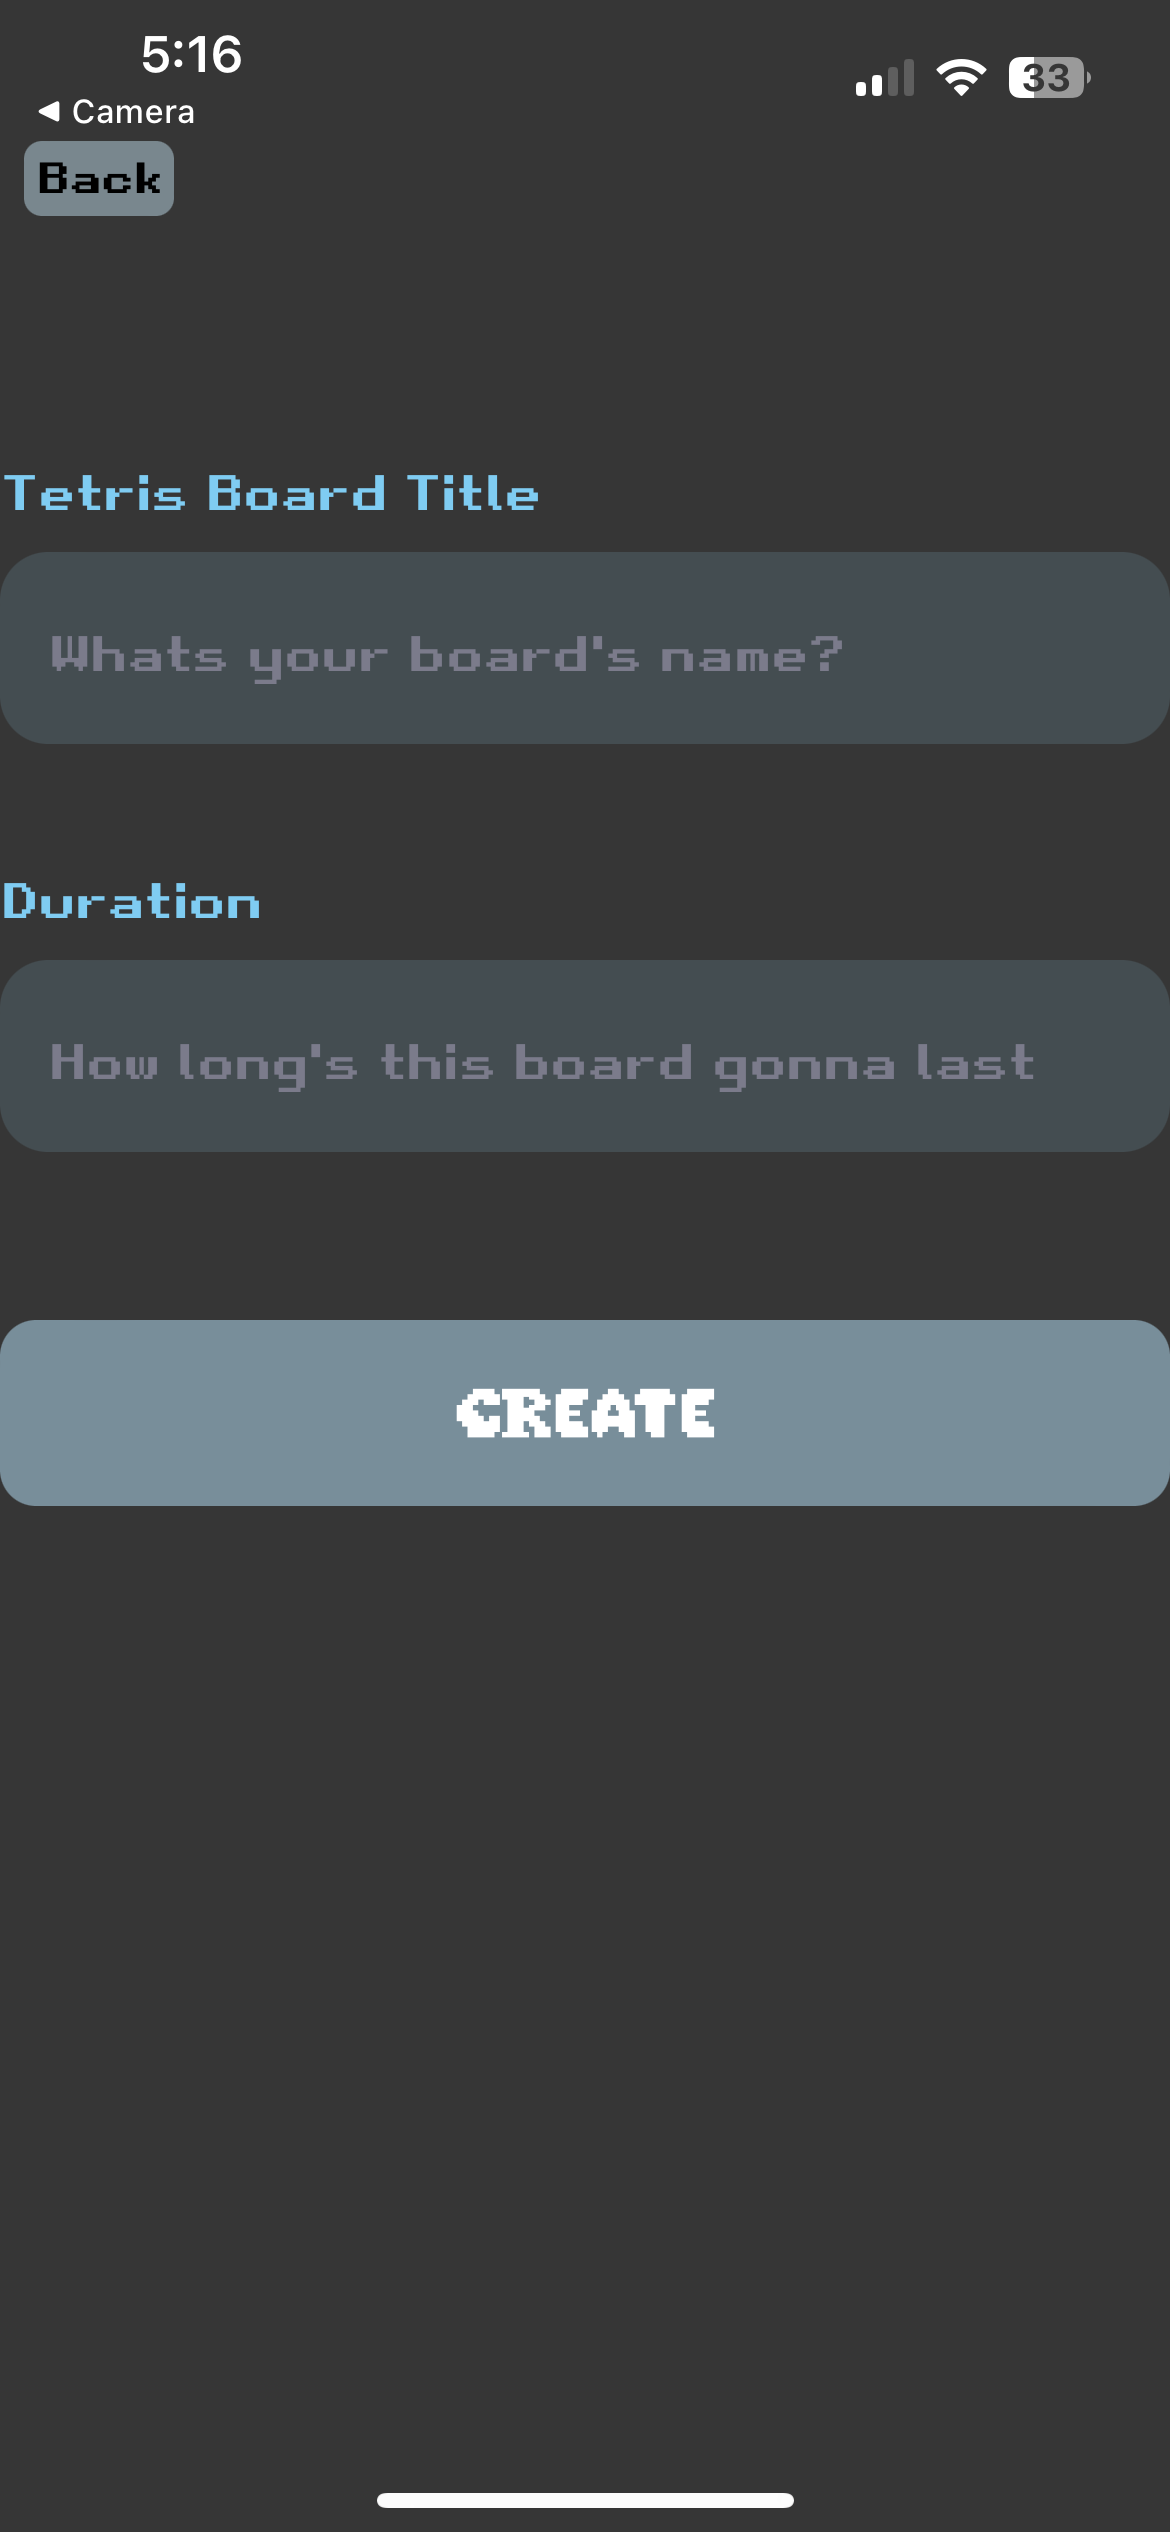 5:16
◀ Camera
33
Back
Tetris Board Title
Whats your board's name?
Duration
How long's this board gonna last
CREATE